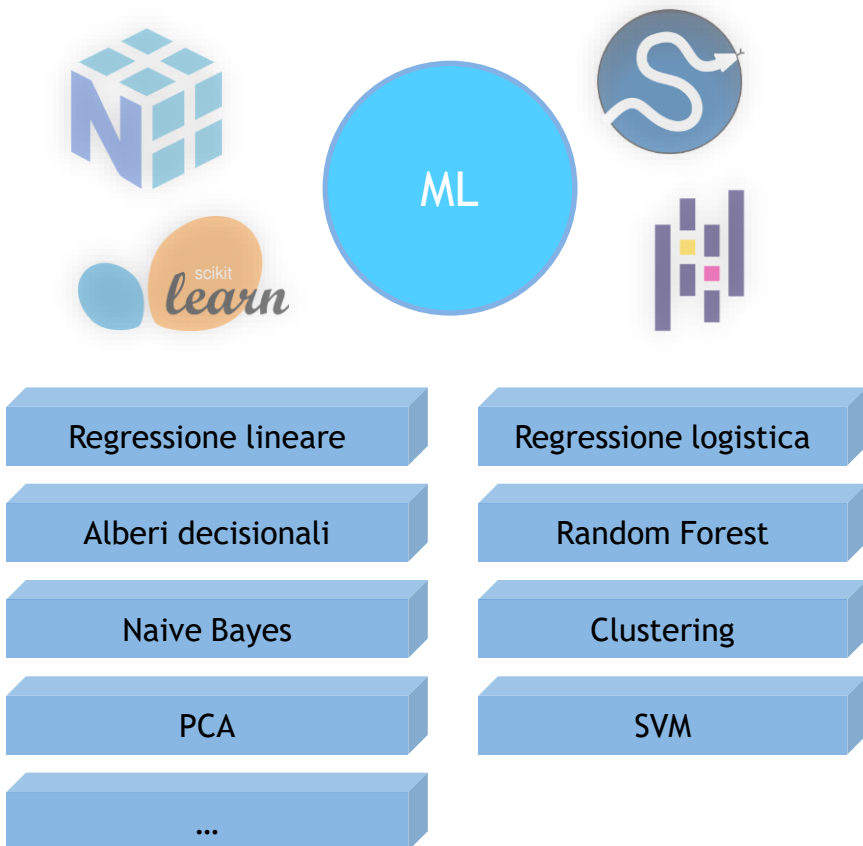 N
ML
scikit
learn
Regressione lineare
Regressione logistica
Alberi decisionali
Random Forest
Naive Bayes
Clustering
PCA
SVM
…